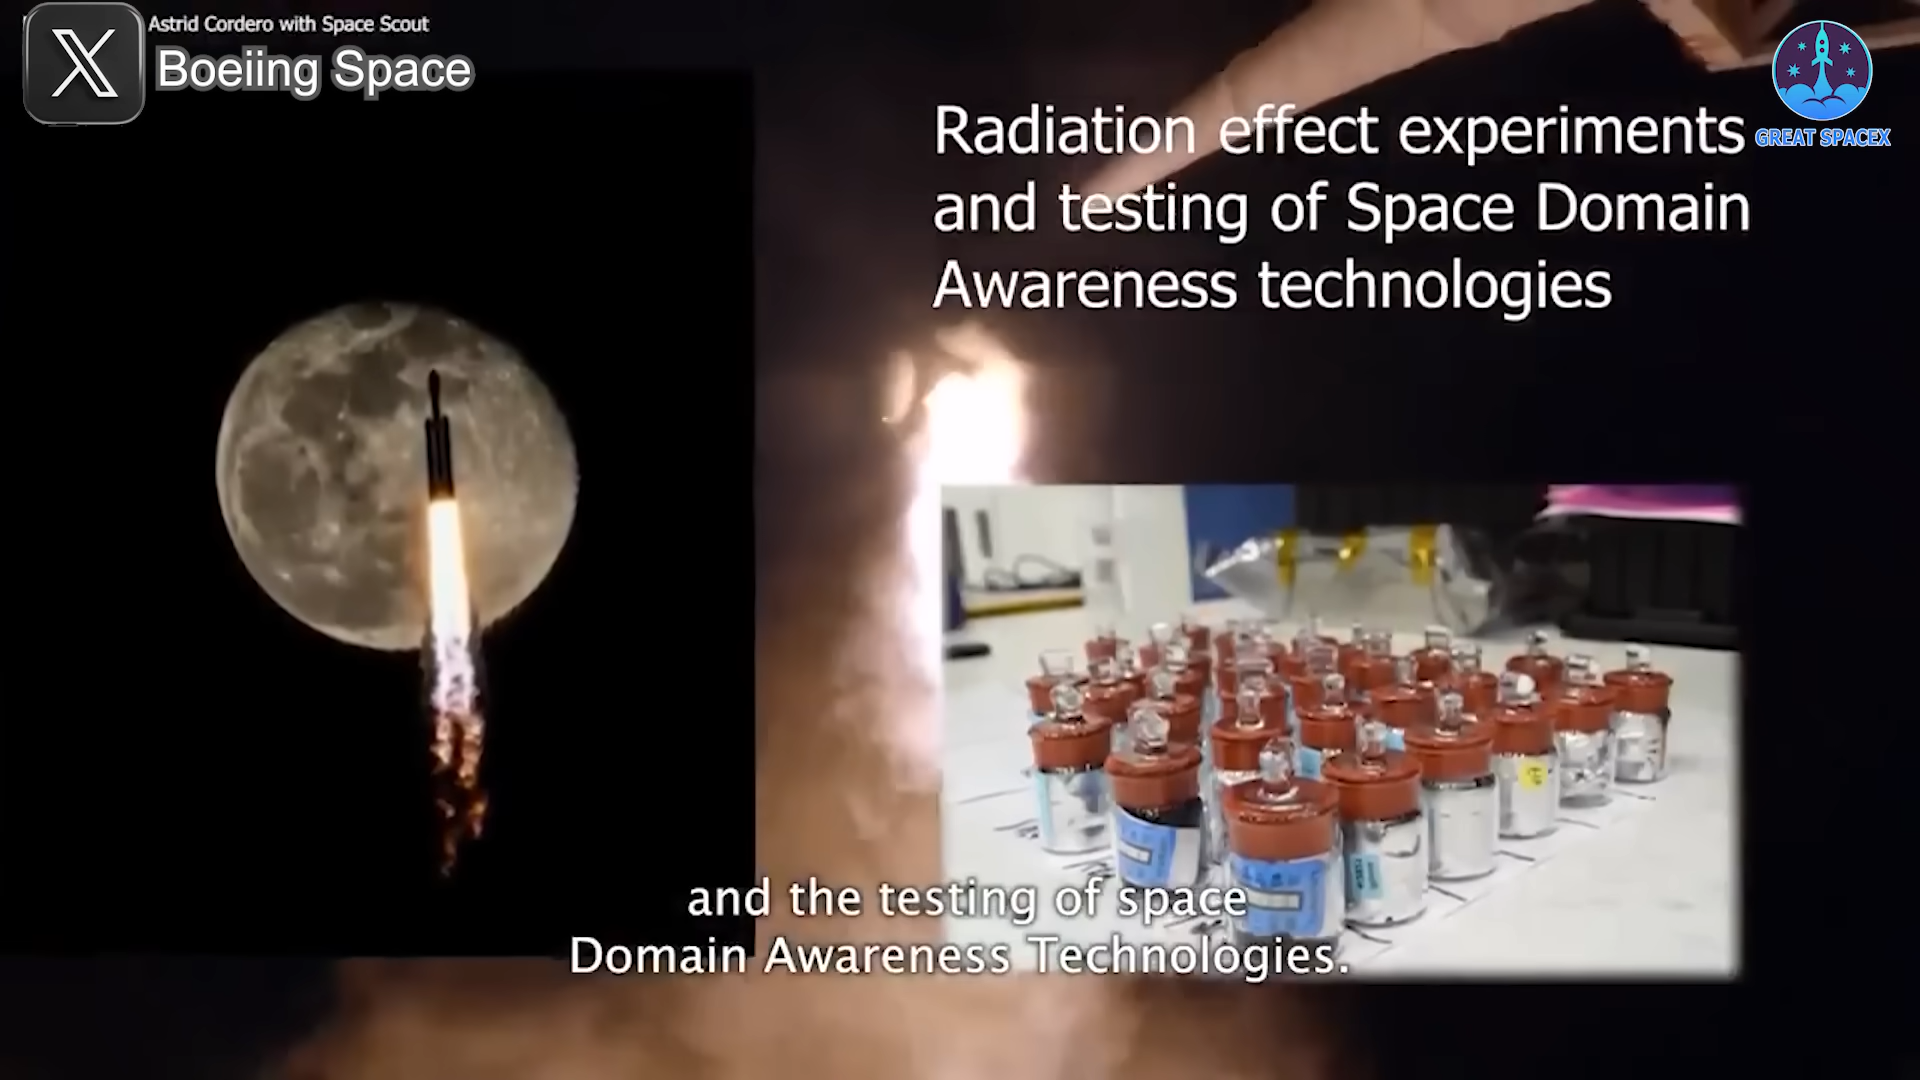 Astrid Cordero with Space Scout
Boeiing Space
Radiation effect experiments
and testing of Space Domain
Awareness technologies
GREAT SPACEX
and the testing of space
Domain Awareness Technologies.